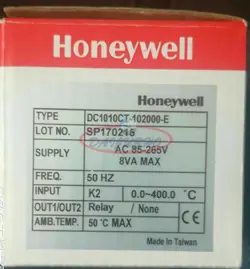 Honeywell
Honeywell
TYPE DC1010CT-102000-E
LOT NO. SP170215
SUPPLY AC 85-265V
8VA MAX
FREQ. 50 HZ
INPUT K2 0.0~400.0 °C
OUT1/OUT2 Relay / None
AMB.TEMP. 50 °C MAX
Made In Taiwan